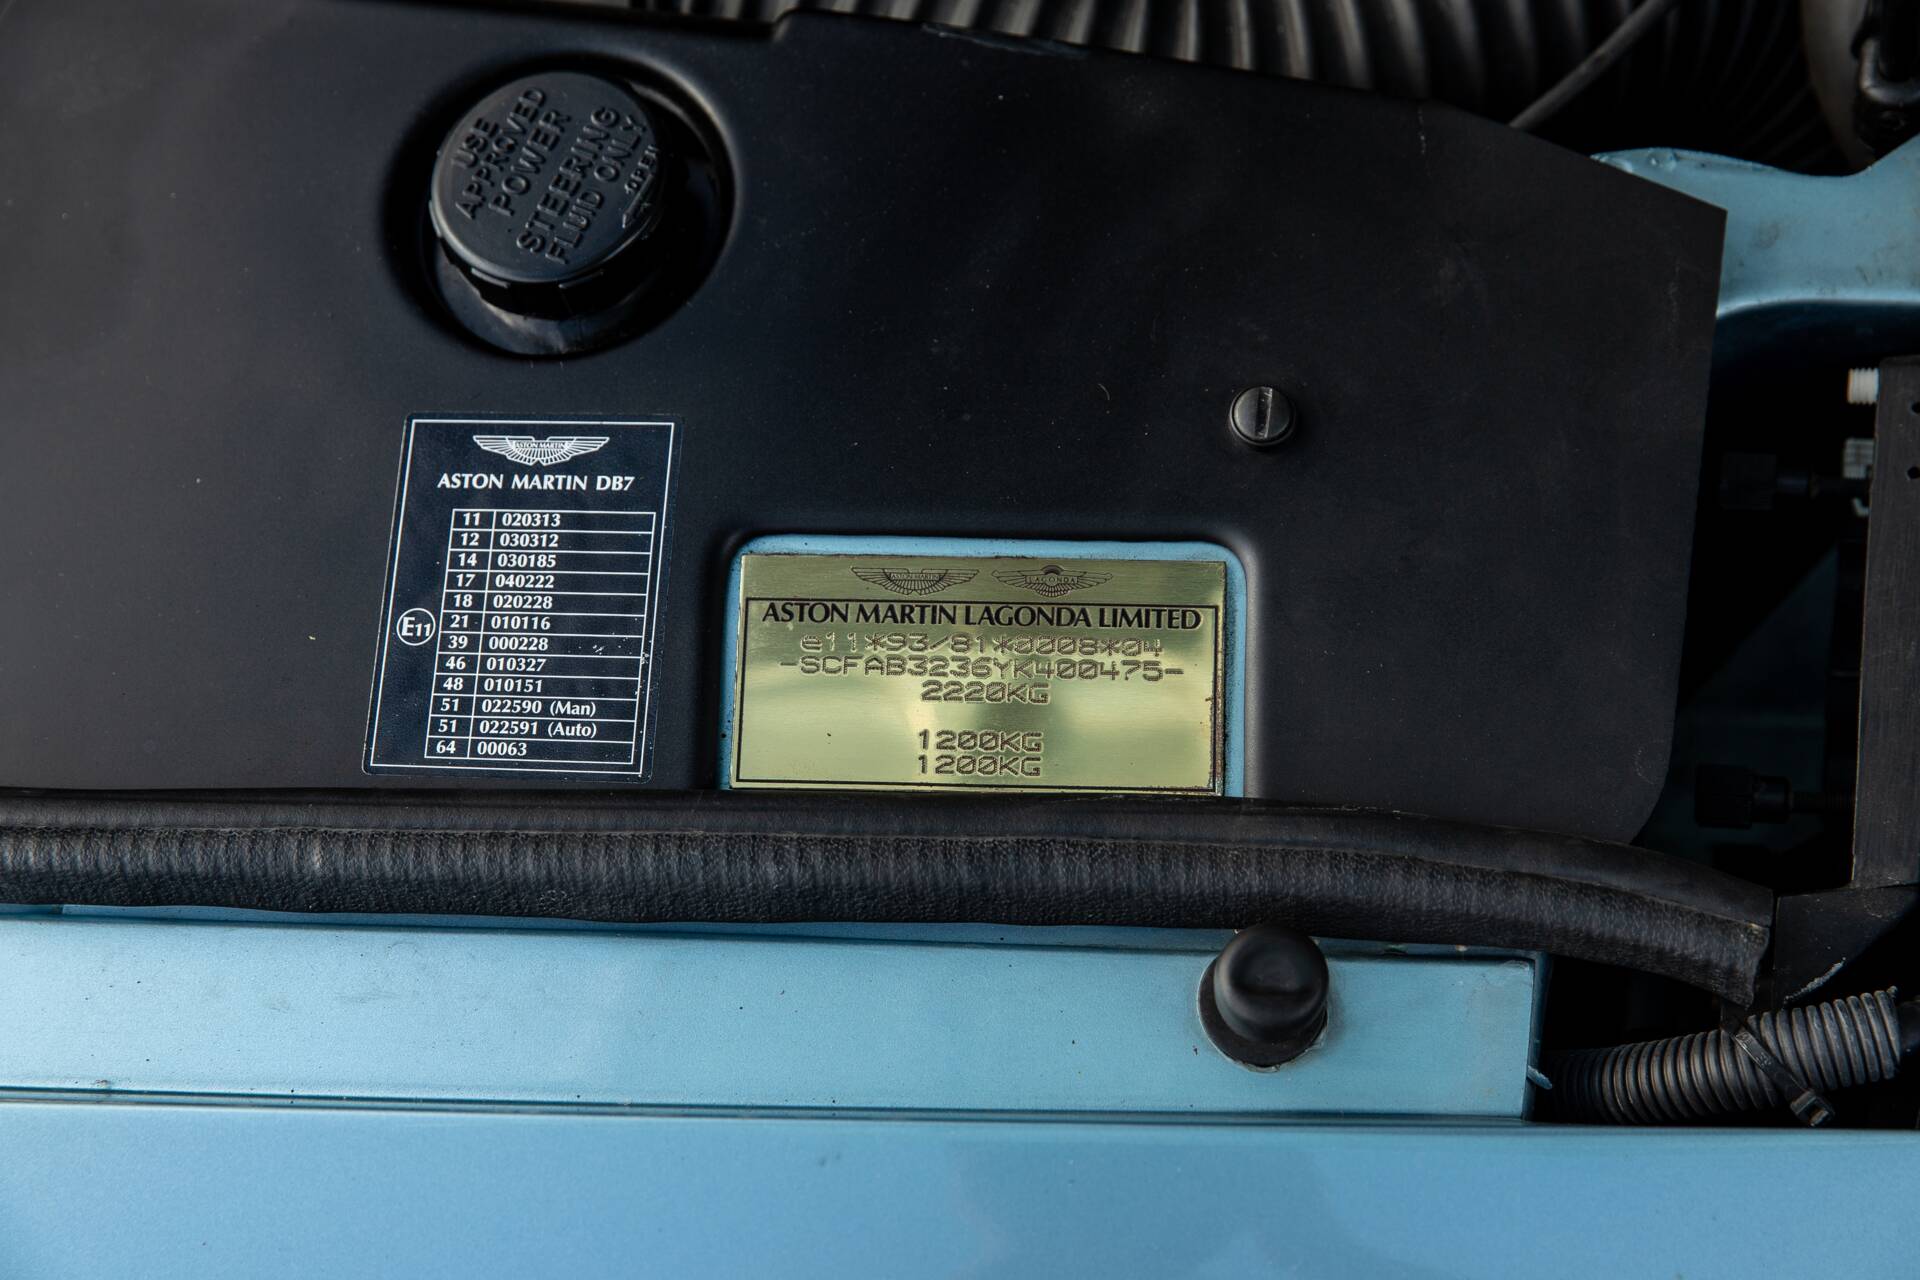 USE
APPROVED
POWER
STEERING
FLUID ONLY
OPEN
ASTON MARTIN
ASTON MARTIN DB7
11 020313
12 030312
14 030185
17 040222
18 020228
21 010116
39 000228
46 010327
48 010151
51 022590 (Man)
51 022591 (Auto)
64 00063
E11
ASTON MARTIN LAGONDA
ASTON MARTIN LAGONDA LIMITED
e11*93/81*0008*04
-SCFAB3236YK400475-
2220KG
1200KG
1200KG